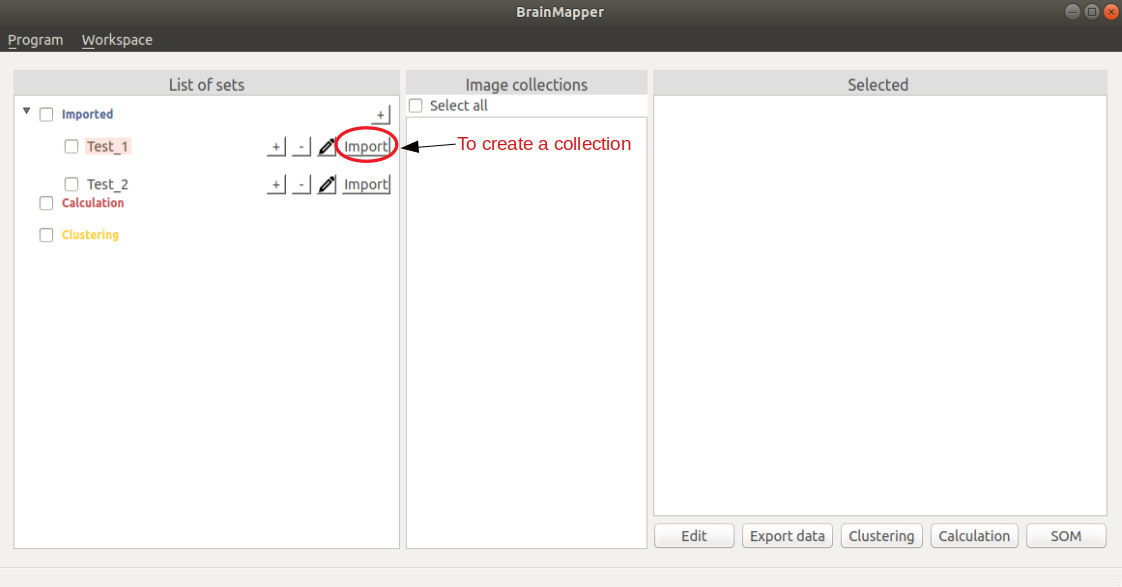 BrainMapper
Program Workspace
List of sets
Imported
+
Test_1
+ - Import
Test_2
+ - Import
Calculation
Clustering
Image collections
Select all
To create a collection
Selected
Edit Export data Clustering Calculation SOM